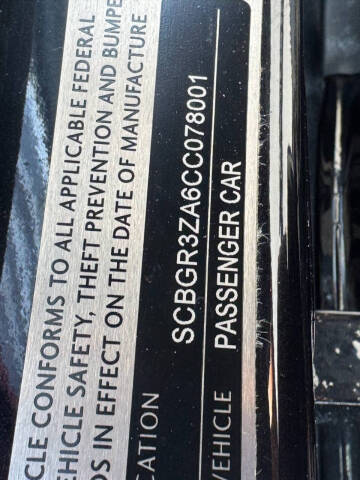 CLE CONFORMS TO ALL APPLICABLE FEDERAL
EHICLE SAFETY, THEFT PREVENTION AND BUMPE
DS IN EFFECT ON THE DATE OF MANUFACTURE
CATION SCBGR3ZA6CC078001
VEHICLE PASSENGER CAR